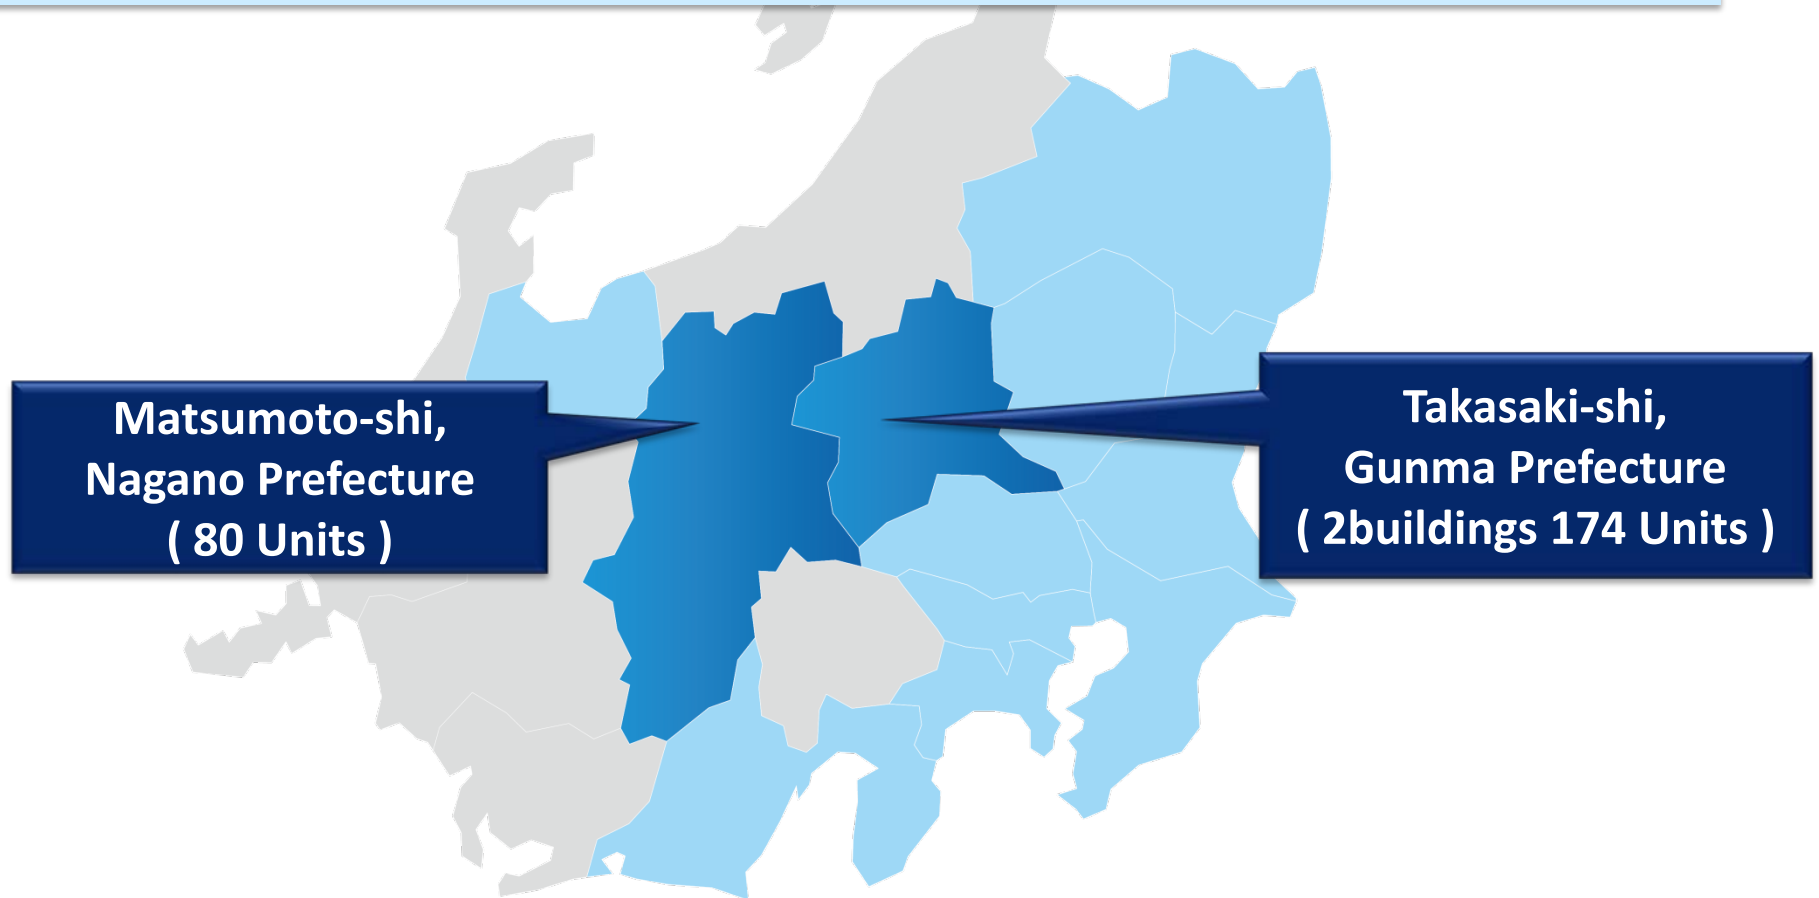 Matsumoto-shi,
Nagano Prefecture
( 80 Units )
Takasaki-shi,
Gunma Prefecture
( 2buildings 174 Units )